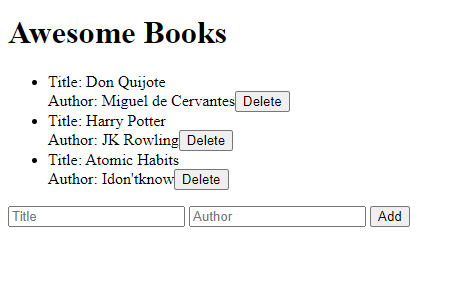 Awesome Books
Title: Don Quijote
Author: Miguel de Cervantes Delete
Title: Harry Potter
Author: JK Rowling Delete
Title: Atomic Habits
Author: Idon'tknow Delete
Title Author Add